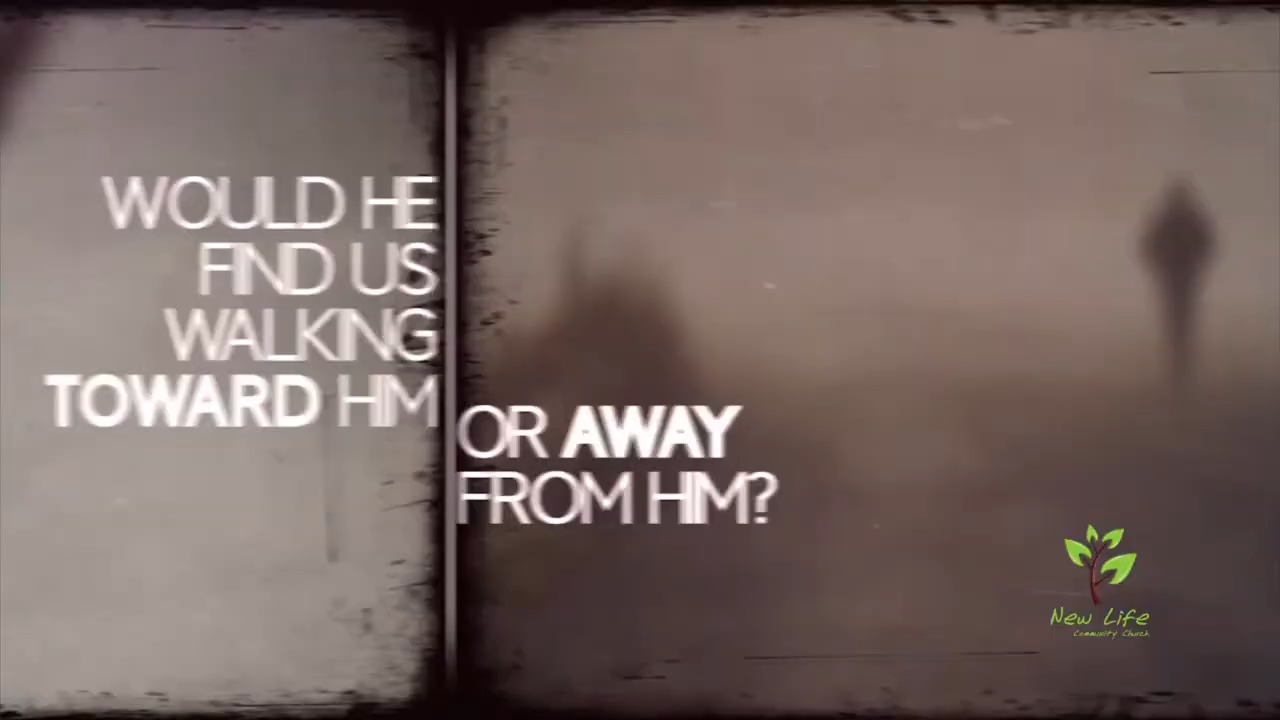 WOULD HE
FIND US
WALKING
TOWARD HIM
OR AWAY
FROM HIM?
New Life
Community Church